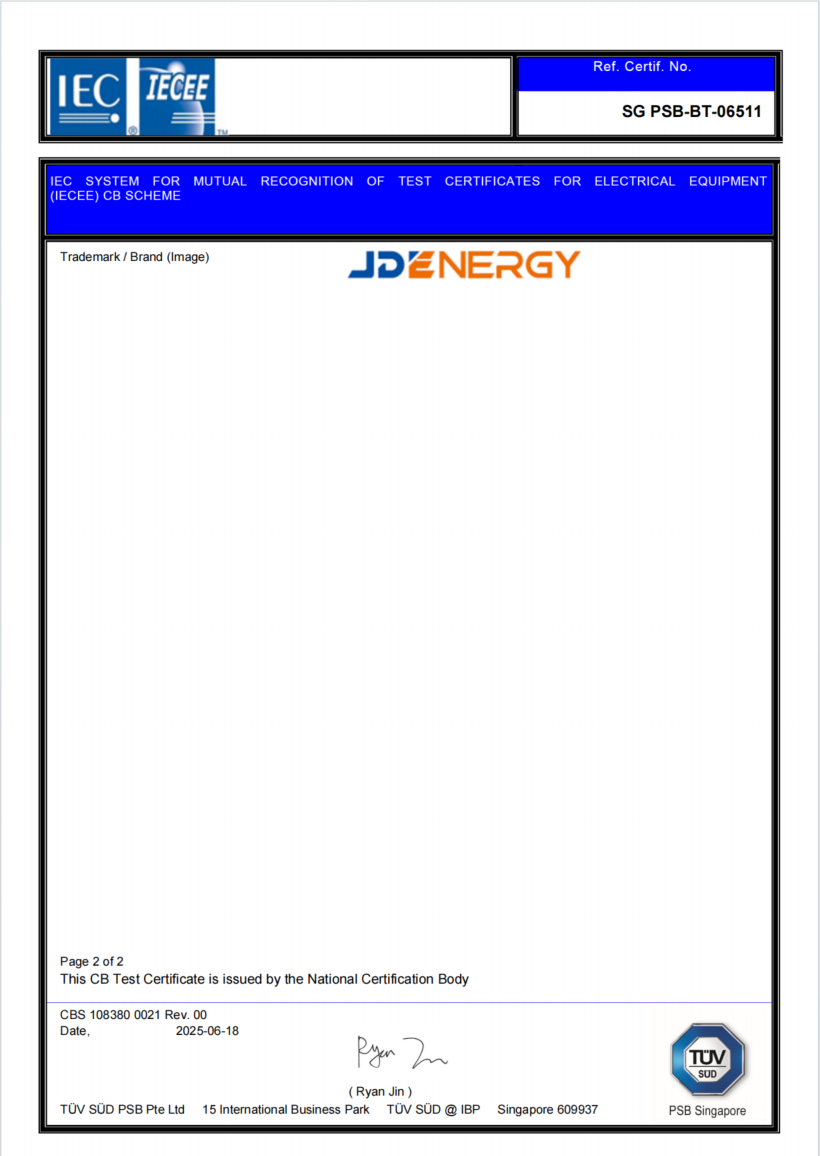 IEC
®
IECEE
TM
Ref. Certif. No.
SG PSB-BT-06511
IEC SYSTEM FOR MUTUAL RECOGNITION OF TEST CERTIFICATES FOR ELECTRICAL EQUIPMENT
(IECEE) CB SCHEME
Trademark / Brand (Image)
JDENERGY
Page 2 of 2
This CB Test Certificate is issued by the National Certification Body
CBS 108380 0021 Rev. 00
Date, 2025-06-18
Ryan Jin
( Ryan Jin )
TÜV SÜD PSB Pte Ltd 15 International Business Park TÜV SÜD @ IBP Singapore 609937
TÜV
SÜD
PSB Singapore